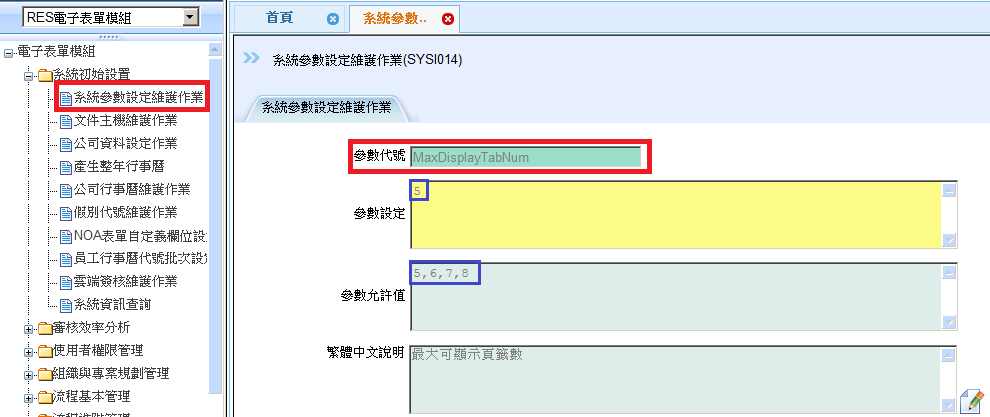 RES電子表單模組
電子表單模組
系統初始設置
系統參數設定維護作業
文件主機維護作業
公司資料設定作業
產生整年行事曆
公司行事曆維護作業
假別代號維護作業
NOA表單自定義欄位設
員工行事曆代號批次設
雲端簽核維護作業
系統資訊查詢
審核效率分析
使用者權限管理
組織與專案規劃管理
流程基本管理
流程進階管理
首頁
系統參數..
系統參數設定維護作業(SYSI014)
系統參數設定維護作業
參數代號 MaxDisplayTabNum
參數設定 5
參數允許值 5,6,7,8
繁體中文說明 最大可顯示頁籤數